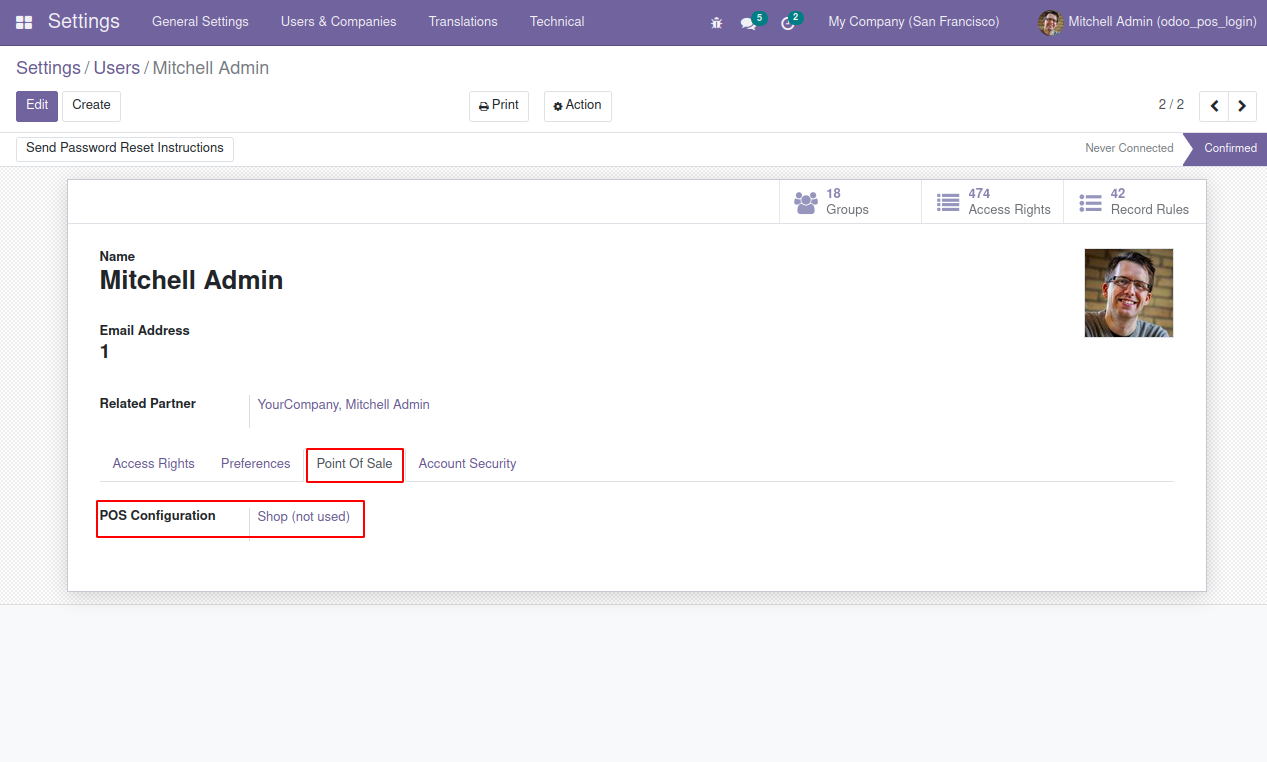 Settings General Settings Users & Companies Translations Technical 5 2 My Company (San Francisco) Mitchell Admin (odoo_pos_login)
Settings / Users / Mitchell Admin
Edit Create Print Action 2 / 2
Send Password Reset Instructions Never Connected Confirmed
18 Groups 474 Access Rights 42 Record Rules
Name
Mitchell Admin
Email Address
1
Related Partner YourCompany, Mitchell Admin
Access Rights Preferences Point Of Sale Account Security
POS Configuration Shop (not used)